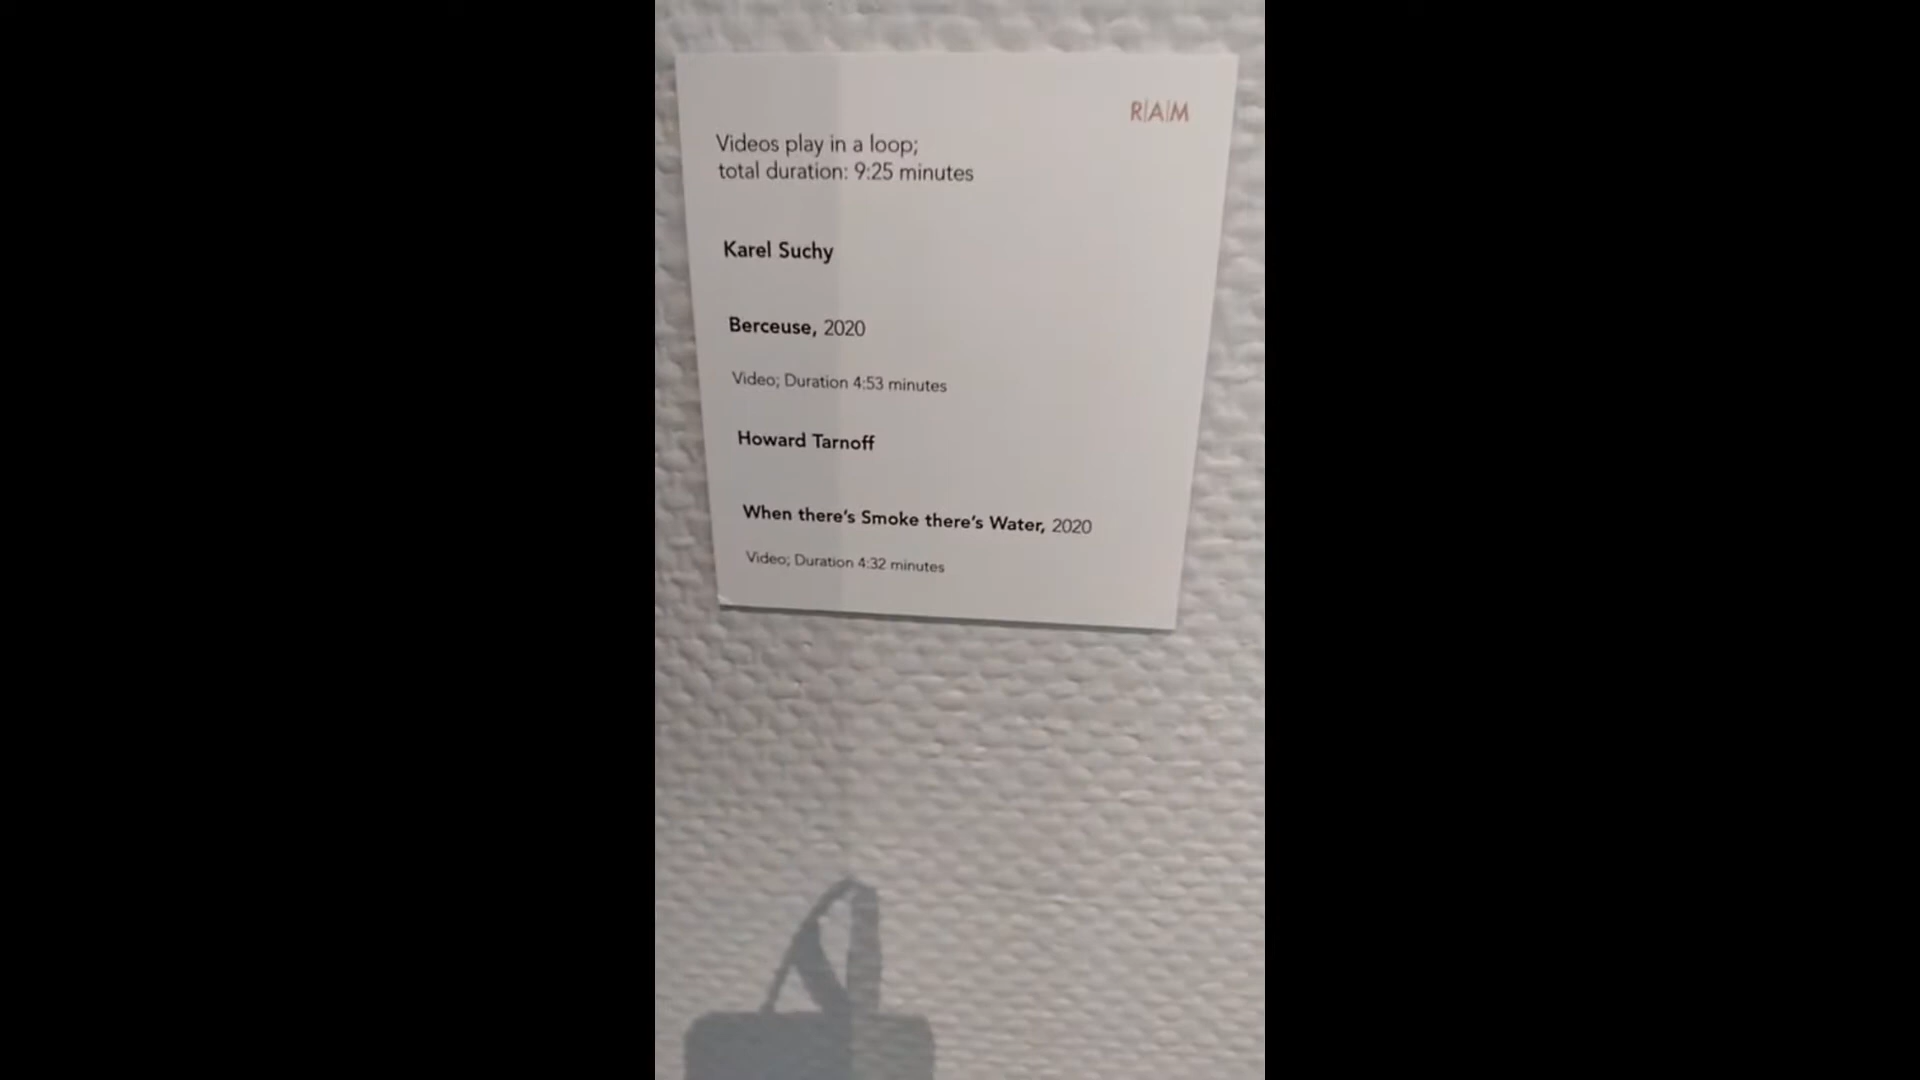 R|A|M
Videos play in a loop;
total duration: 9:25 minutes
Karel Suchy
Berceuse, 2020
Video; Duration 4:53 minutes
Howard Tarnoff
When there's Smoke there's Water, 2020
Video; Duration 4:32 minutes